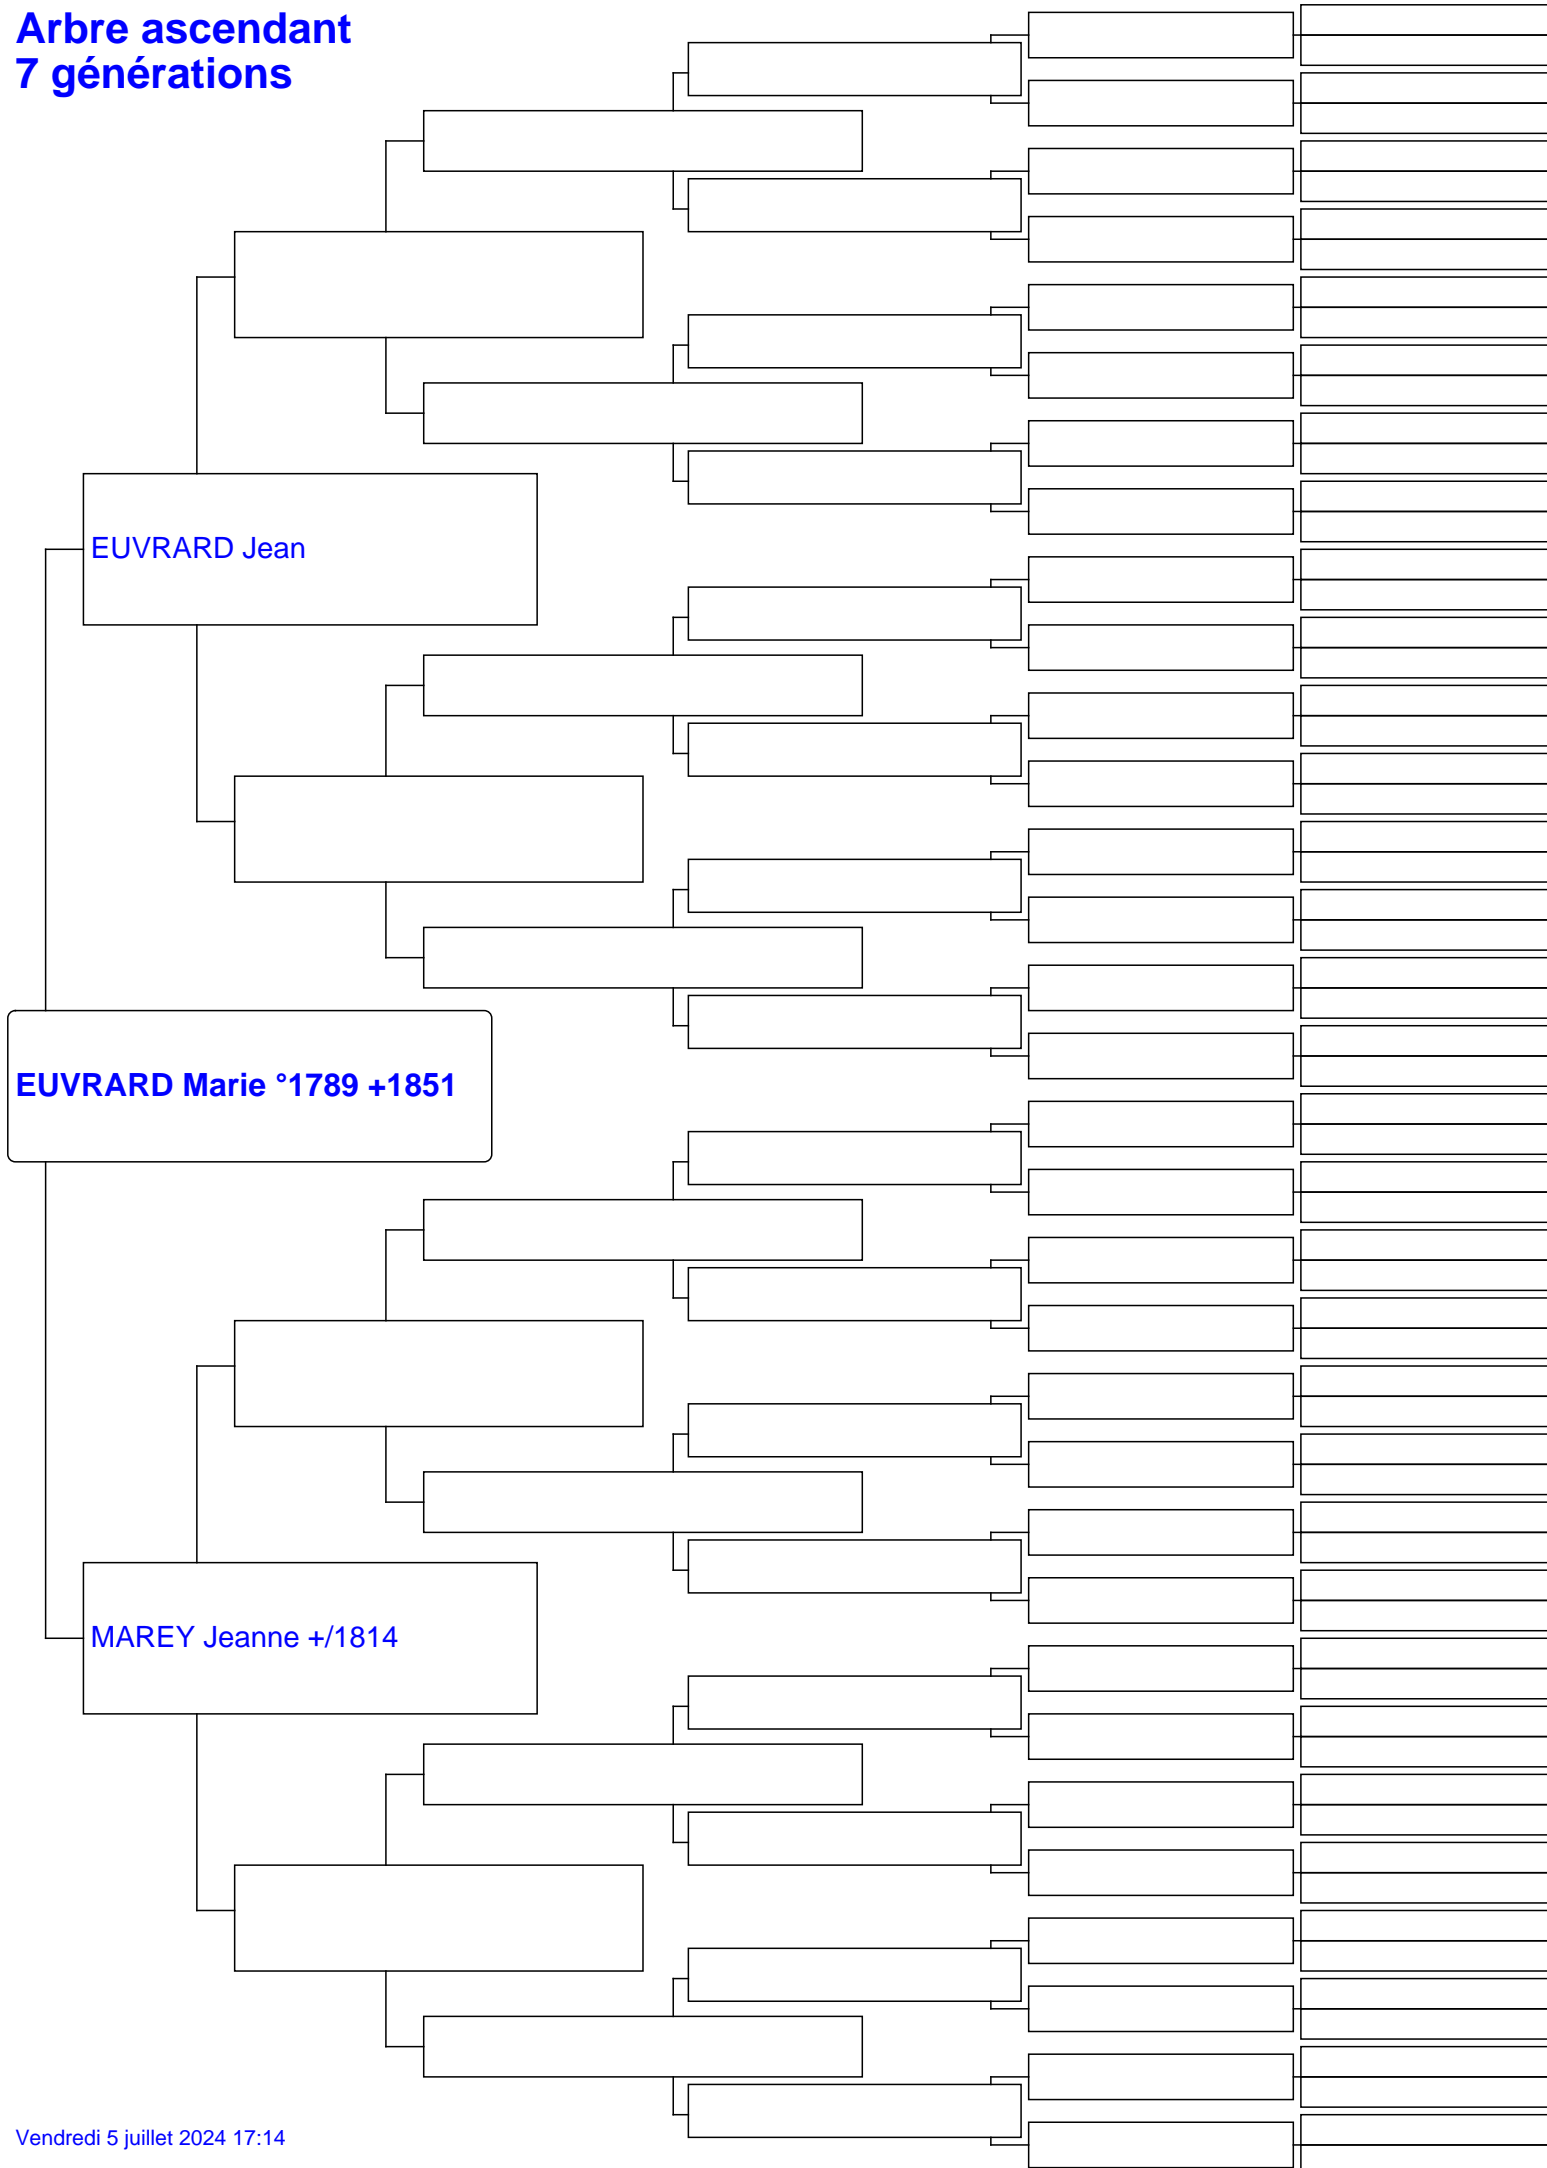 Arbre ascendant
7 générations
EUVRARD Jean
EUVRARD Marie °1789 +1851
MAREY Jeanne +/1814
Vendredi 5 juillet 2024 17:14